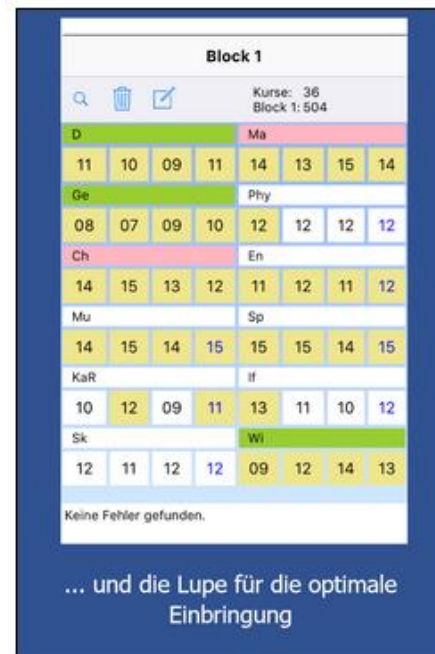 Block 1
Kurse: 36
Block 1: 504
D Ma
11 10 09 11 14 13 15 14
Ge Phy
08 07 09 10 12 12 12 12
Ch En
14 15 13 12 11 12 11 12
Mu Sp
14 15 14 15 15 15 14 15
KaR If
10 12 09 11 13 11 10 12
Sk Wi
12 11 12 12 09 12 14 13
Keine Fehler gefunden.
... und die Lupe für die optimale
Einbringung